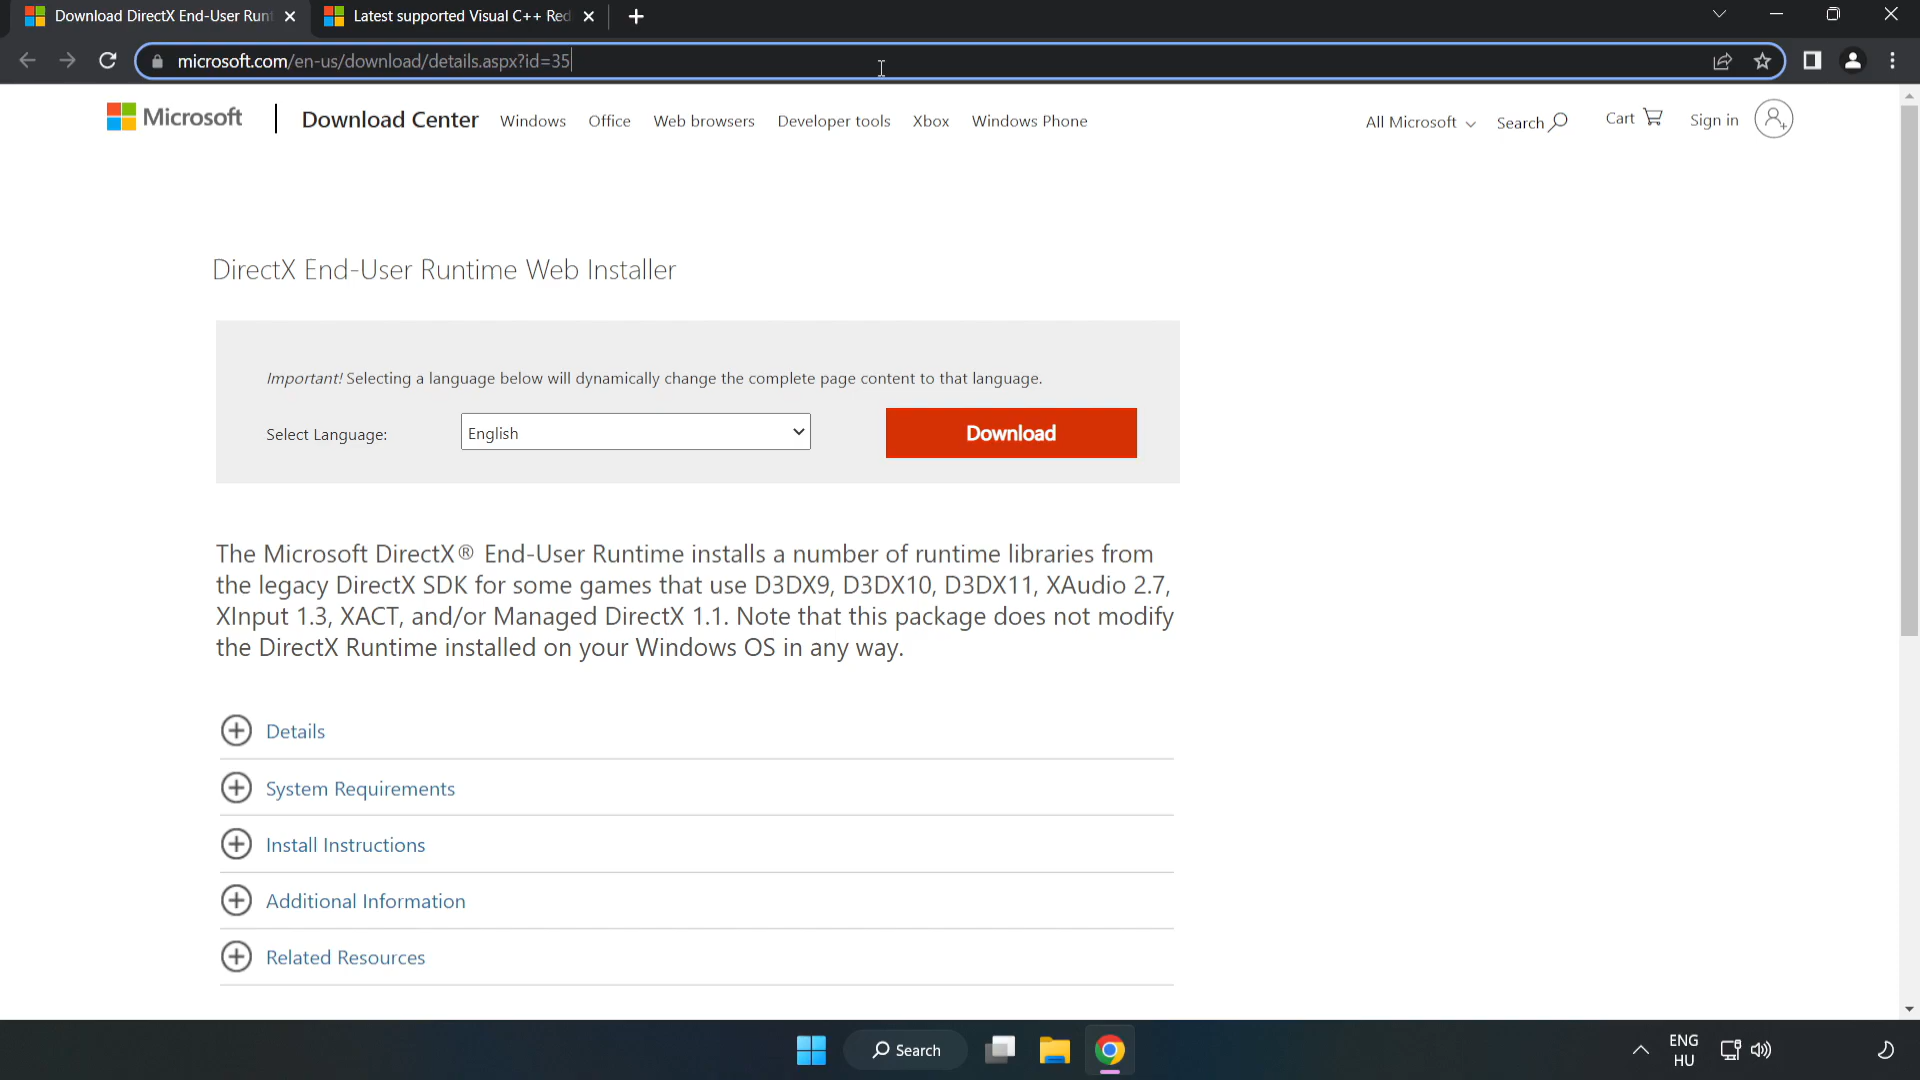 Download DirectX End-User Runt
Latest supported Visual C++ Red
microsoft.com/en-us/download/details.aspx?id=35
Microsoft
Download Center
Windows
Office
Web browsers
Developer tools
Xbox
Windows Phone
All Microsoft
Search
Cart
Sign in
DirectX End-User Runtime Web Installer
Important! Selecting a language below will dynamically change the complete page content to that language.
Select Language:
English
Download
The Microsoft DirectX® End-User Runtime installs a number of runtime libraries from
the legacy DirectX SDK for some games that use D3DX9, D3DX10, D3DX11, XAudio 2.7,
XInput 1.3, XACT, and/or Managed DirectX 1.1. Note that this package does not modify
the DirectX Runtime installed on your Windows OS in any way.
Details
System Requirements
Install Instructions
Additional Information
Related Resources
Search
ENG
HU